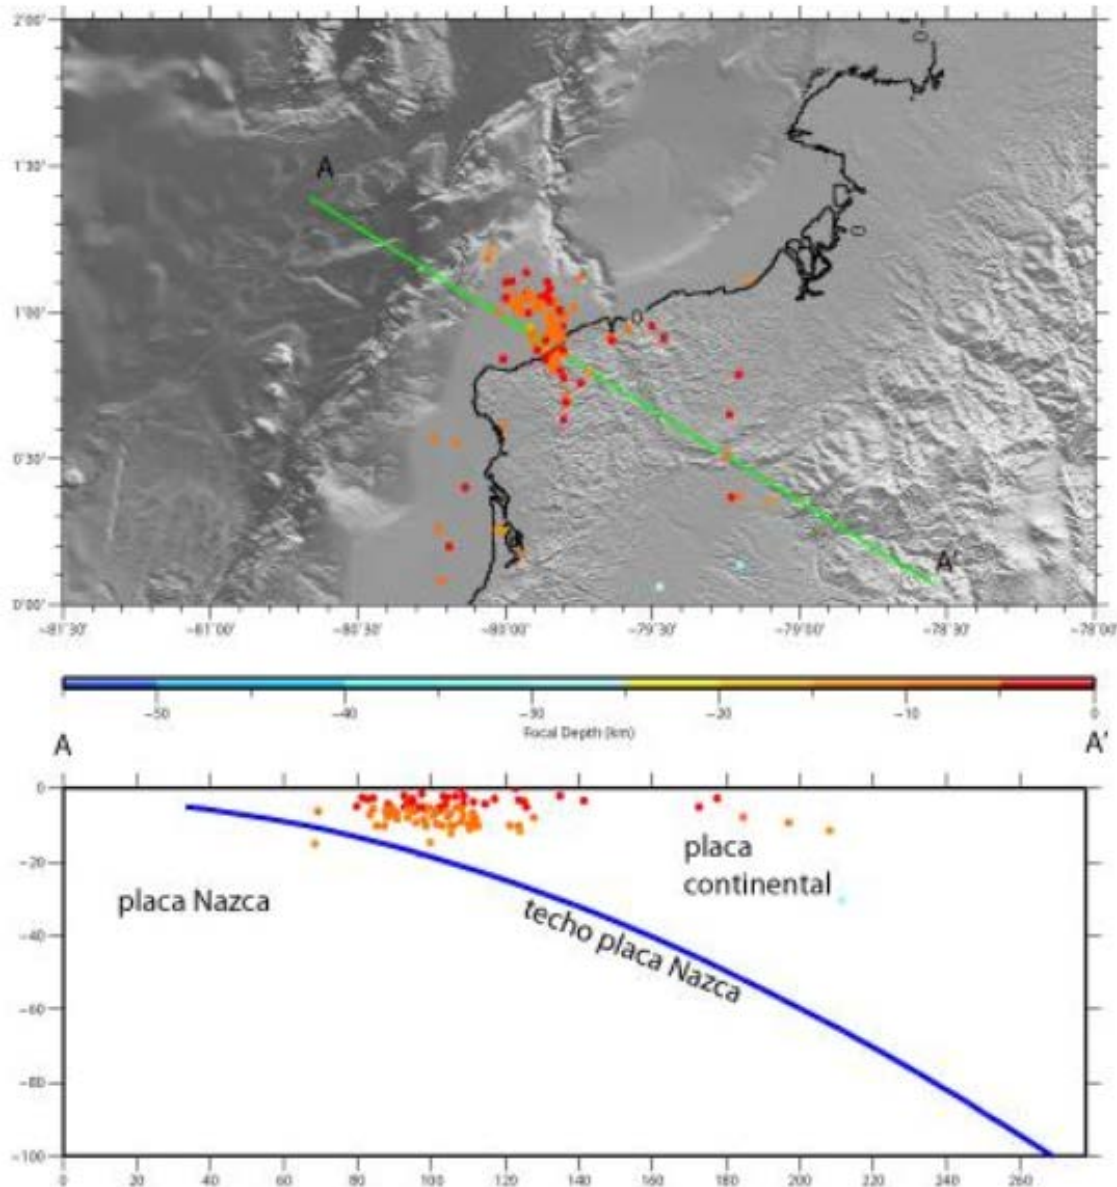 2°00'
1°30'
1°00'
0°30'
0°00'
A
A'
-81°30' -81°00' -80°30' -80°00' -79°30' -79°00' -78°30' -78°00'
-50 -40 -30 -20 -10 0
Focal Depth (km)
A A'
0
-20
-40
-60
-80
-100
placa Nazca
placa
continental
techo placa Nazca
0 20 40 60 80 100 120 140 160 180 200 220 240 260